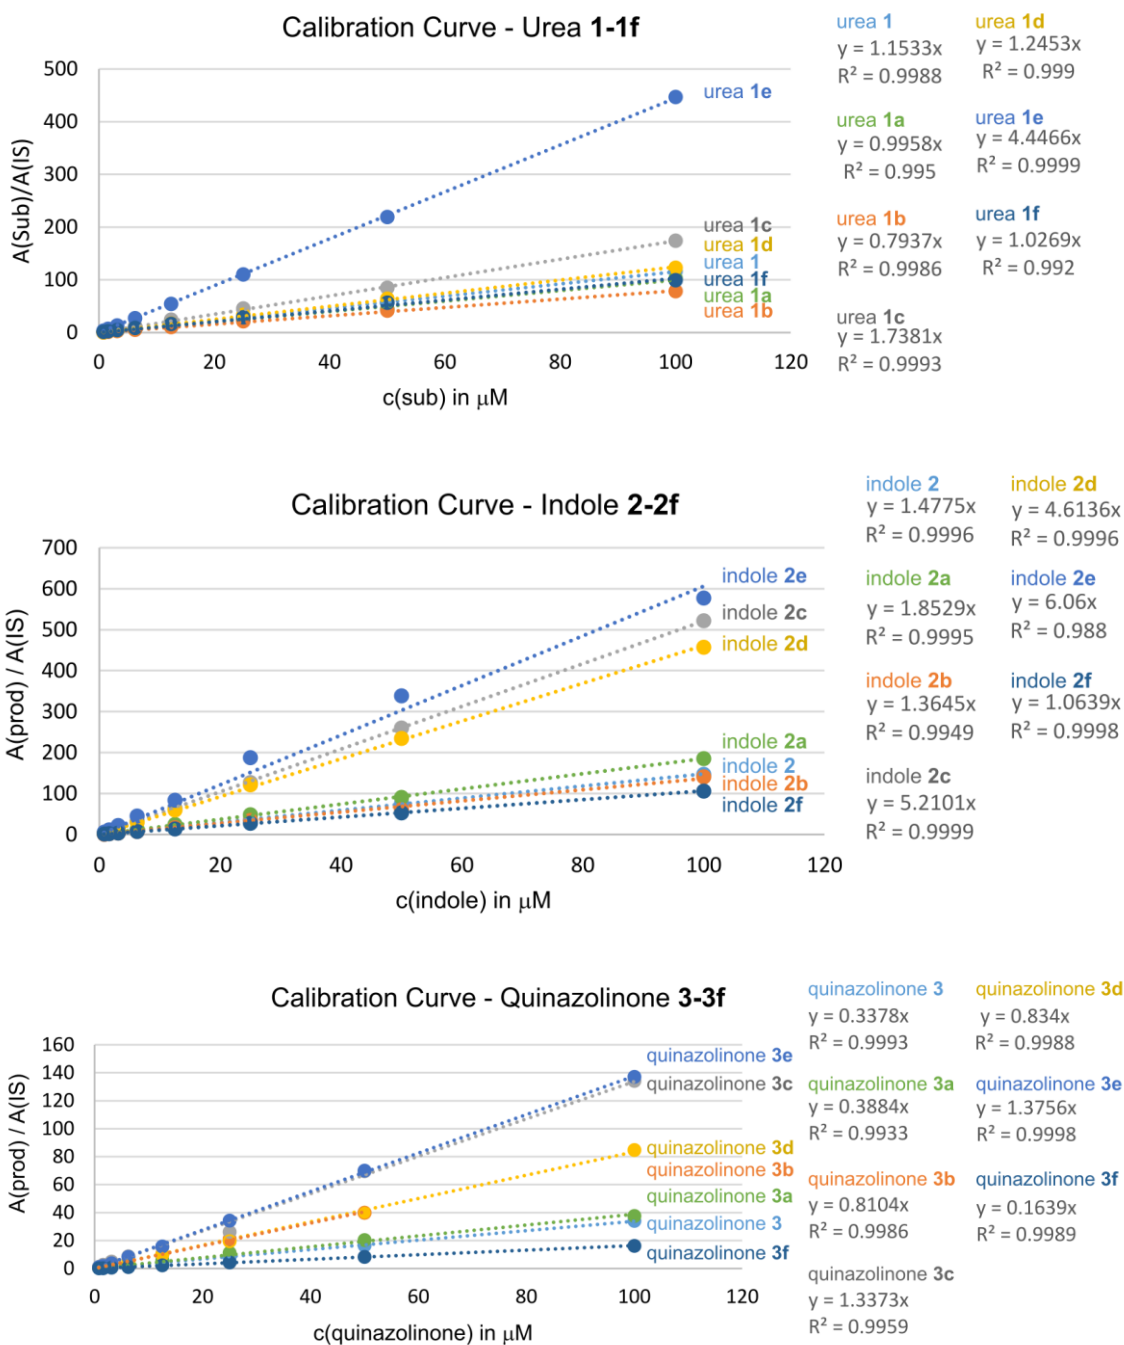 Calibration Curve - Urea 1-1f
A(Sub)/A(IS)
500
400
300
200
100
0
0 20 40 60 80 100 120
c(sub) in μM
urea 1e
urea 1c
urea 1d
urea 1
urea 1f
urea 1a
urea 1b
urea 1
y = 1.1533x
R² = 0.9988
urea 1d
y = 1.2453x
R² = 0.999
urea 1a
y = 0.9958x
R² = 0.995
urea 1e
y = 4.4466x
R² = 0.9999
urea 1b
y = 0.7937x
R² = 0.9986
urea 1f
y = 1.0269x
R² = 0.992
urea 1c
y = 1.7381x
R² = 0.9993
Calibration Curve - Indole 2-2f
A(prod) / A(IS)
700
600
500
400
300
200
100
0
0 20 40 60 80 100 120
c(indole) in μM
indole 2e
indole 2c
indole 2d
indole 2a
indole 2
indole 2b
indole 2f
indole 2
y = 1.4775x
R² = 0.9996
indole 2d
y = 4.6136x
R² = 0.9996
indole 2a
y = 1.8529x
R² = 0.9995
indole 2e
y = 6.06x
R² = 0.988
indole 2b
y = 1.3645x
R² = 0.9949
indole 2f
y = 1.0639x
R² = 0.9998
indole 2c
y = 5.2101x
R² = 0.9999
Calibration Curve - Quinazolinone 3-3f
A(prod) / A(IS)
160
140
120
100
80
60
40
20
0
0 20 40 60 80 100 120
c(quinazolinone) in μM
quinazolinone 3e
quinazolinone 3c
quinazolinone 3d
quinazolinone 3b
quinazolinone 3a
quinazolinone 3
quinazolinone 3f
quinazolinone 3
y = 0.3378x
R² = 0.9993
quinazolinone 3d
y = 0.834x
R² = 0.9988
quinazolinone 3a
y = 0.3884x
R² = 0.9933
quinazolinone 3e
y = 1.3756x
R² = 0.9998
quinazolinone 3b
y = 0.8104x
R² = 0.9986
quinazolinone 3f
y = 0.1639x
R² = 0.9989
quinazolinone 3c
y = 1.3373x
R² = 0.9959